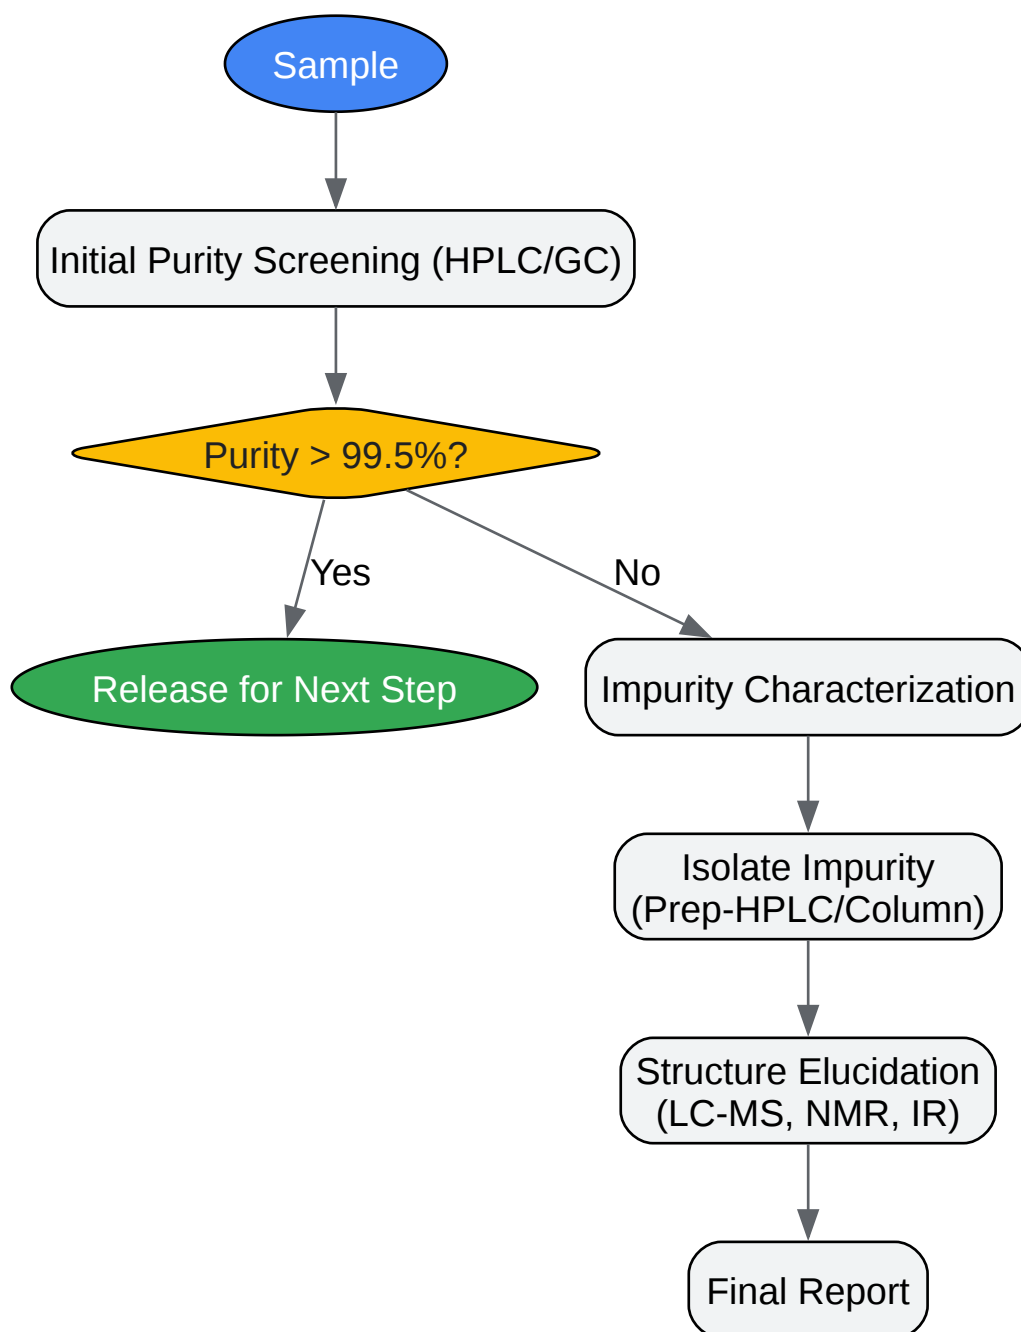 Sample
Initial Purity Screening (HPLC/GC)
Purity > 99.5%?
Yes
No
Release for Next Step
Impurity Characterization
Isolate Impurity
(Prep-HPLC/Column)
Structure Elucidation
(LC-MS, NMR, IR)
Final Report